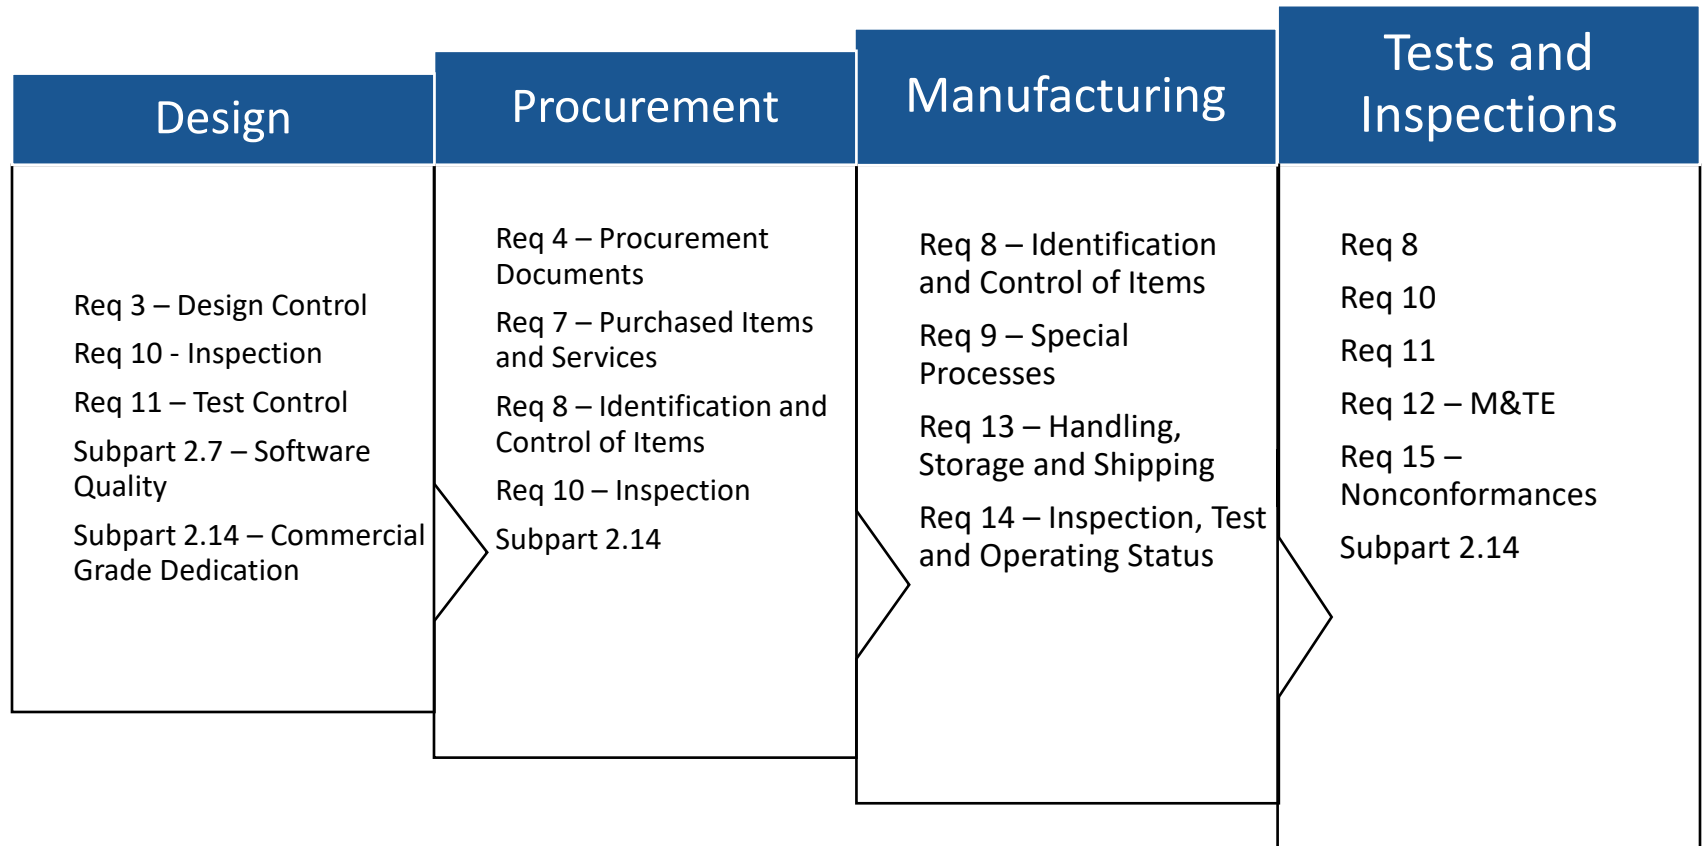 Design
Req 3 – Design Control
Req 10 - Inspection
Req 11 – Test Control
Subpart 2.7 – Software
Quality
Subpart 2.14 – Commercial
Grade Dedication
Procurement
Req 4 – Procurement
Documents
Req 7 – Purchased Items
and Services
Req 8 – Identification and
Control of Items
Req 10 – Inspection
Subpart 2.14
Manufacturing
Req 8 – Identification
and Control of Items
Req 9 – Special
Processes
Req 13 – Handling,
Storage and Shipping
Req 14 – Inspection, Test
and Operating Status
Tests and
Inspections
Req 8
Req 10
Req 11
Req 12 – M&TE
Req 15 –
Nonconformances
Subpart 2.14